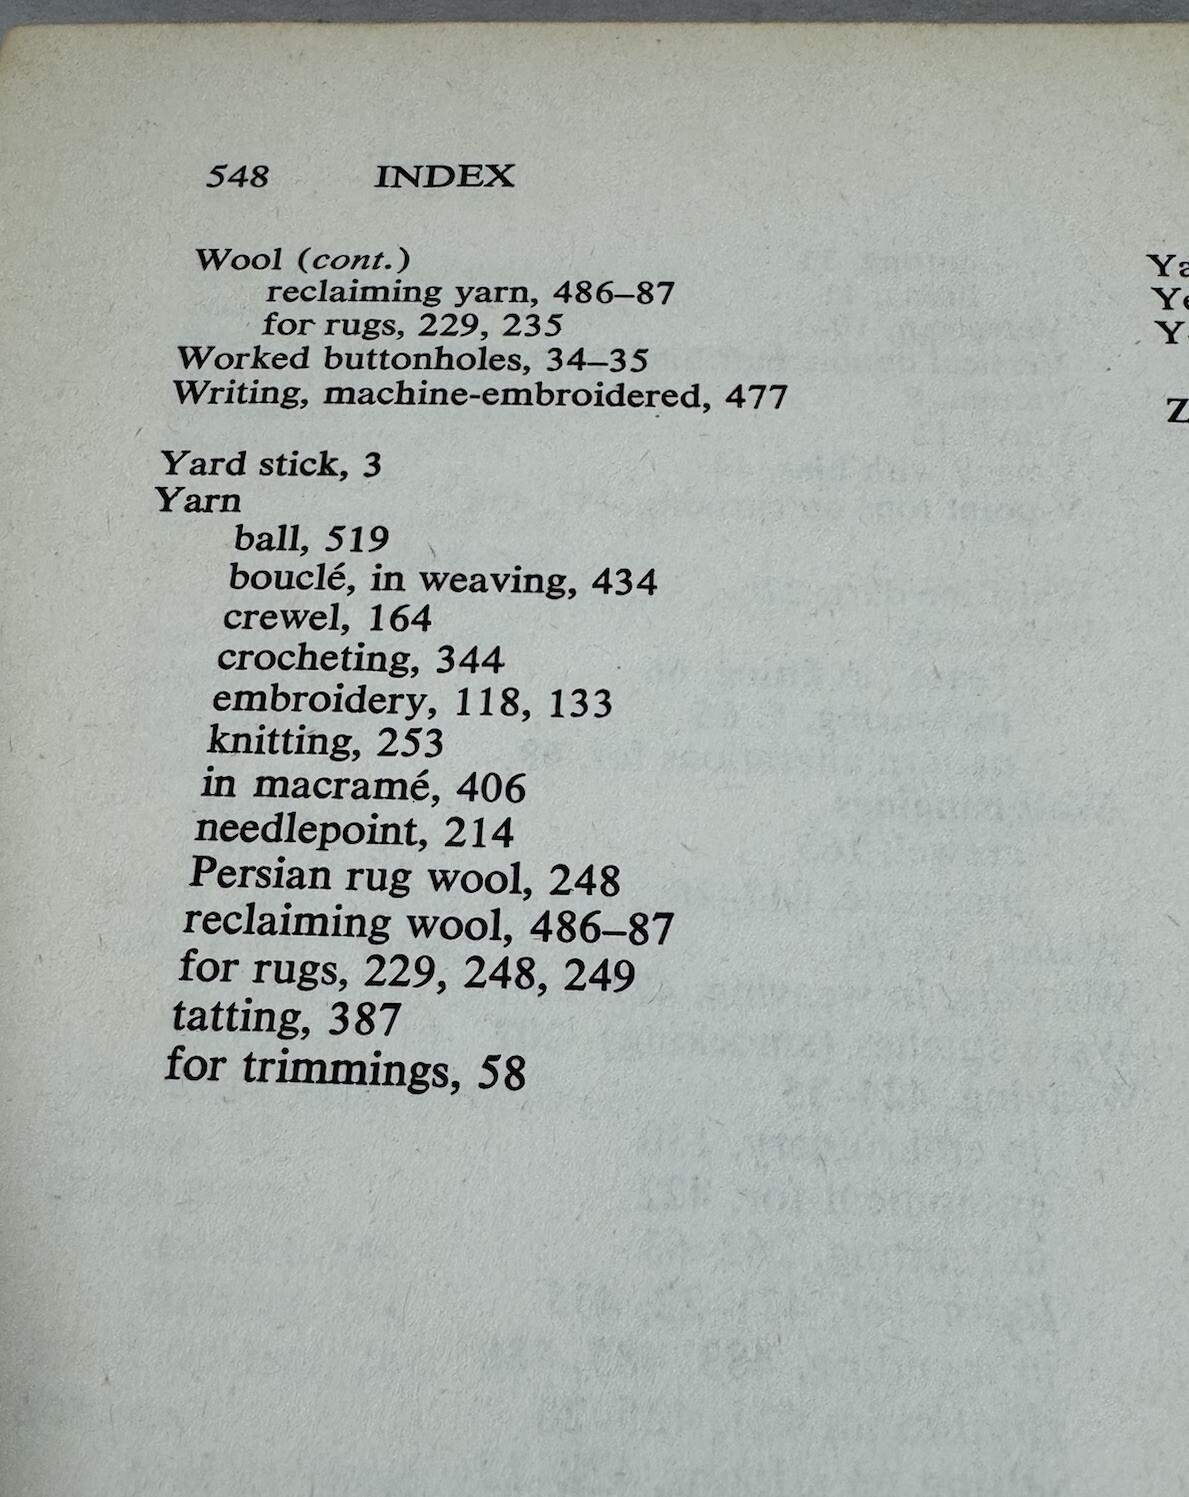 548 INDEX
Wool (cont.)
reclaiming yarn, 486–87
for rugs, 229, 235
Worked buttonholes, 34–35
Writing, machine-embroidered, 477
Yard stick, 3
Yarn
ball, 519
bouclé, in weaving, 434
crewel, 164
crocheting, 344
embroidery, 118, 133
knitting, 253
in macramé, 406
needlepoint, 214
Persian rug wool, 248
reclaiming wool, 486–87
for rugs, 229, 248, 249
tatting, 387
for trimmings, 58